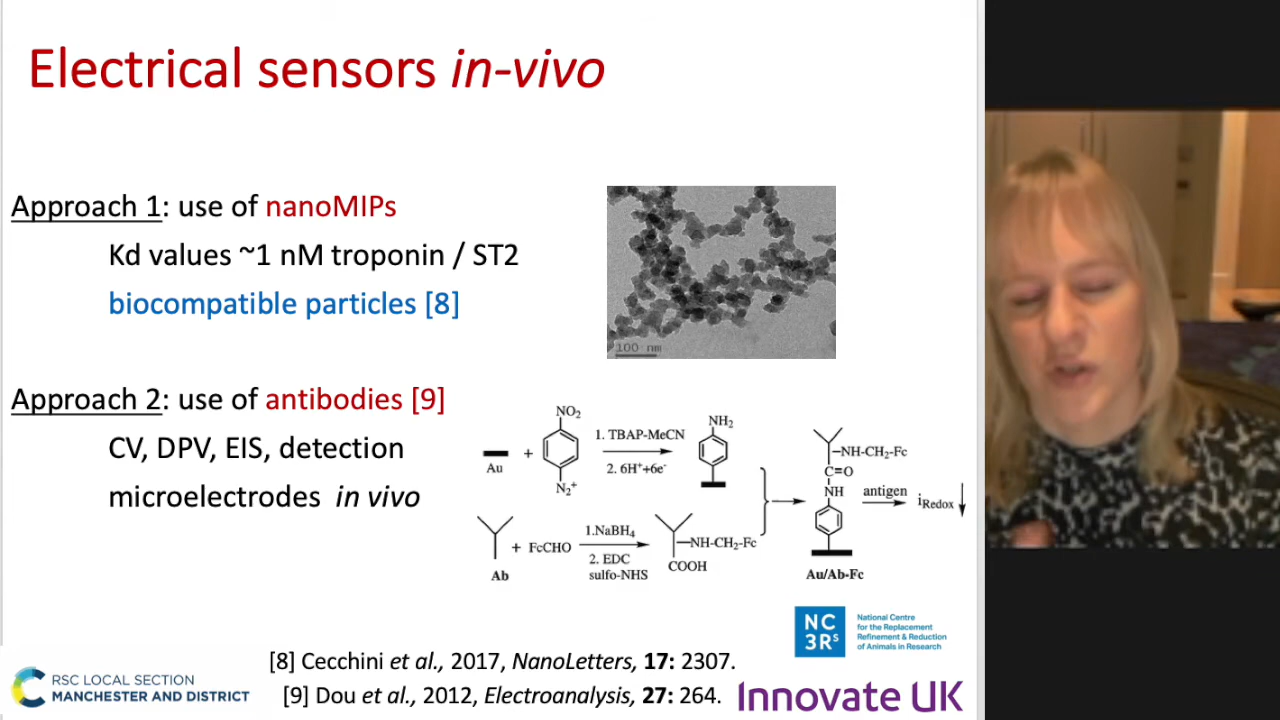 Electrical sensors in-vivo
Approach 1: use of nanoMIPs
Kd values ~1 nM troponin / ST2
biocompatible particles [8]
100 nm
Approach 2: use of antibodies [9]
CV, DPV, EIS, detection
microelectrodes in vivo
Au
+
NO₂
N₂⁺
1. TBAP-MeCN
2. 6H⁺+6e⁻
NH₂
Ab
+ FcCHO
1.NaBH₄
2. EDC
sulfo-NHS
NH-CH₂-Fc
COOH
NH-CH₂-Fc
C=O
NH
Au/Ab-Fc
antigen
iRedox
NC
3Rs
National Centre
for the Replacement
Refinement & Reduction
of Animals in Research
[8] Cecchini et al., 2017, NanoLetters, 17: 2307.
[9] Dou et al., 2012, Electroanalysis, 27: 264.
RSC LOCAL SECTION
MANCHESTER AND DISTRICT
Innovate UK